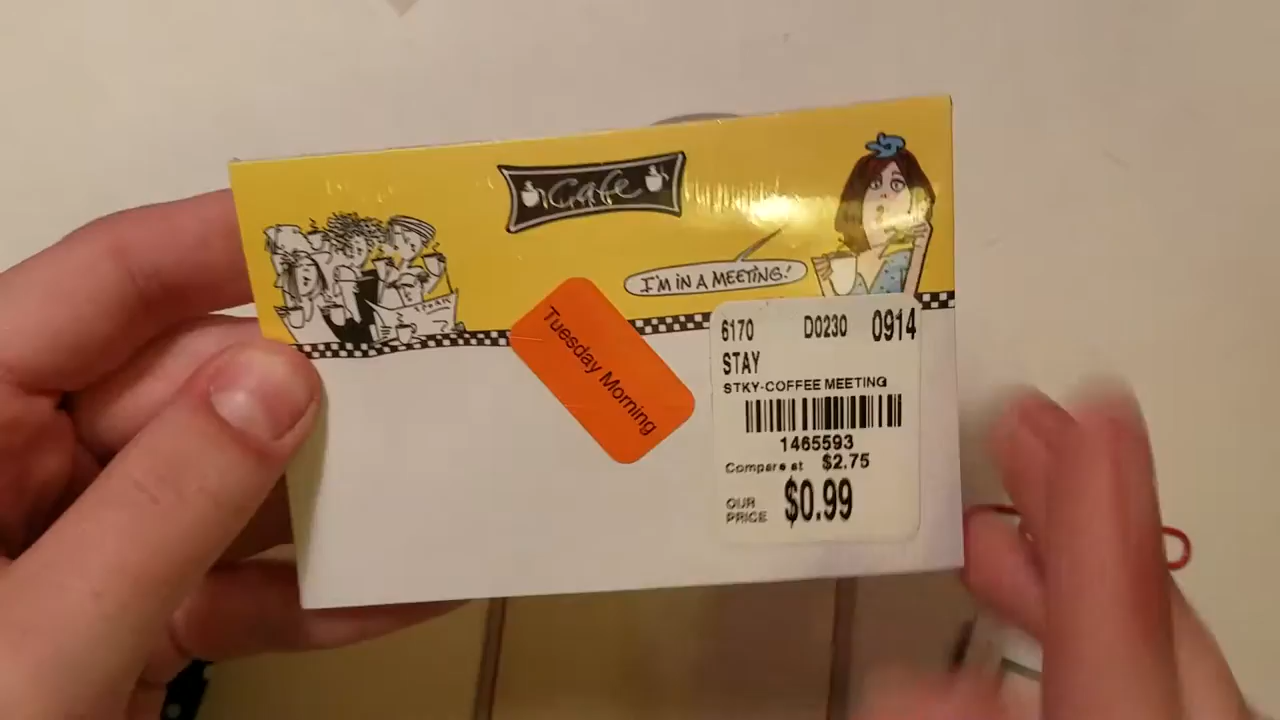 Cafe
I'M IN A MEETING!
Tuesday Morning
6170 D0230 0914
STAY
STKY-COFFEE MEETING
1465593
Compare at $2.75
OUR PRICE $0.99